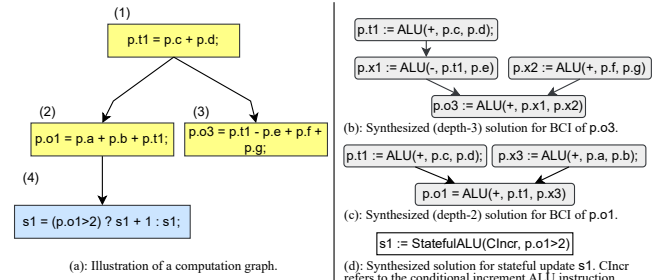 (1)
p.t1 = p.c + p.d;
(2)
p.o1 = p.a + p.b + p.t1;
(3)
p.o3 = p.t1 - p.e + p.f +
p.g;
(4)
s1 = (p.o1>2) ? s1 + 1 : s1;
(a): Illustration of a computation graph.
p.t1 := ALU(+, p.c, p.d);
p.x1 := ALU(-, p.t1, p.e)
p.x2 := ALU(+, p.f, p.g)
p.o3 := ALU(+, p.x1, p.x2)
(b): Synthesized (depth-3) solution for BCI of p.o3.
p.t1 := ALU(+, p.c, p.d);
p.x3 := ALU(+, p.a, p.b);
p.o1 = ALU(+, p.t1, p.x3)
(c): Synthesized (depth-2) solution for BCI of p.o1.
s1 := StatefulALU(CIncr, p.o1>2)
(d): Synthesized solution for stateful update s1. CIncr
refers to the conditional increment ALU instruction